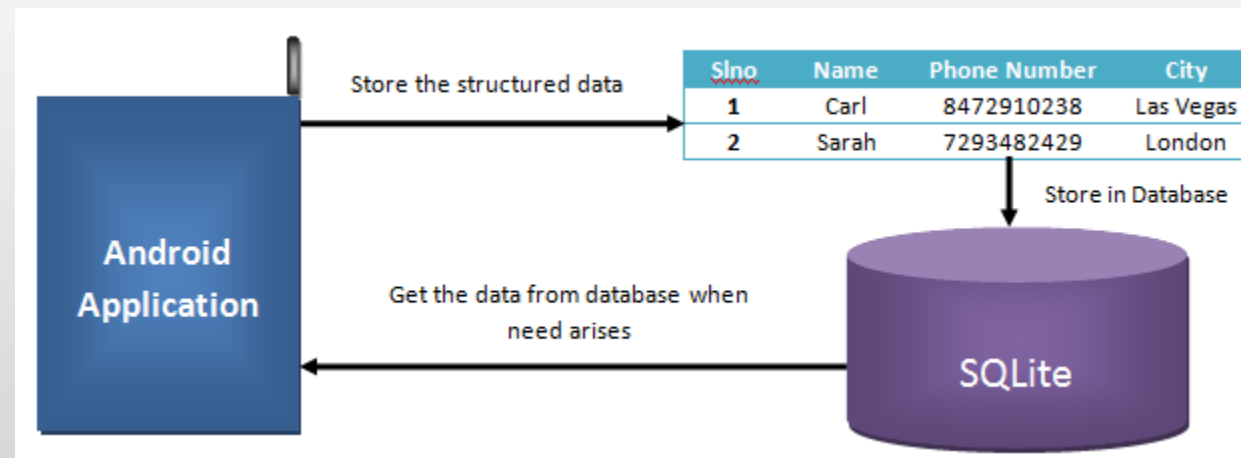 Store the structured data
Slno Name Phone Number City
1 Carl 8472910238 Las Vegas
2 Sarah 7293482429 London
Store in Database
Android
Application
Get the data from database when
need arises
SQLite